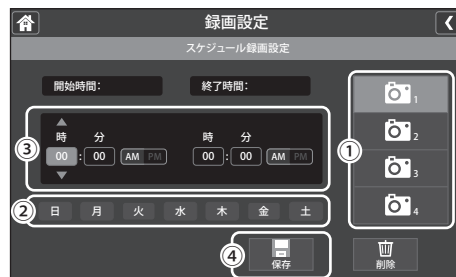 録画設定
スケジュール録画設定
開始時間:
終了時間:
1
2
3
4
③
①
時 分 時 分
00 : 00 AM PM 00 : 00 AM PM
②
日 月 火 水 木 金 土
④
保存
削除